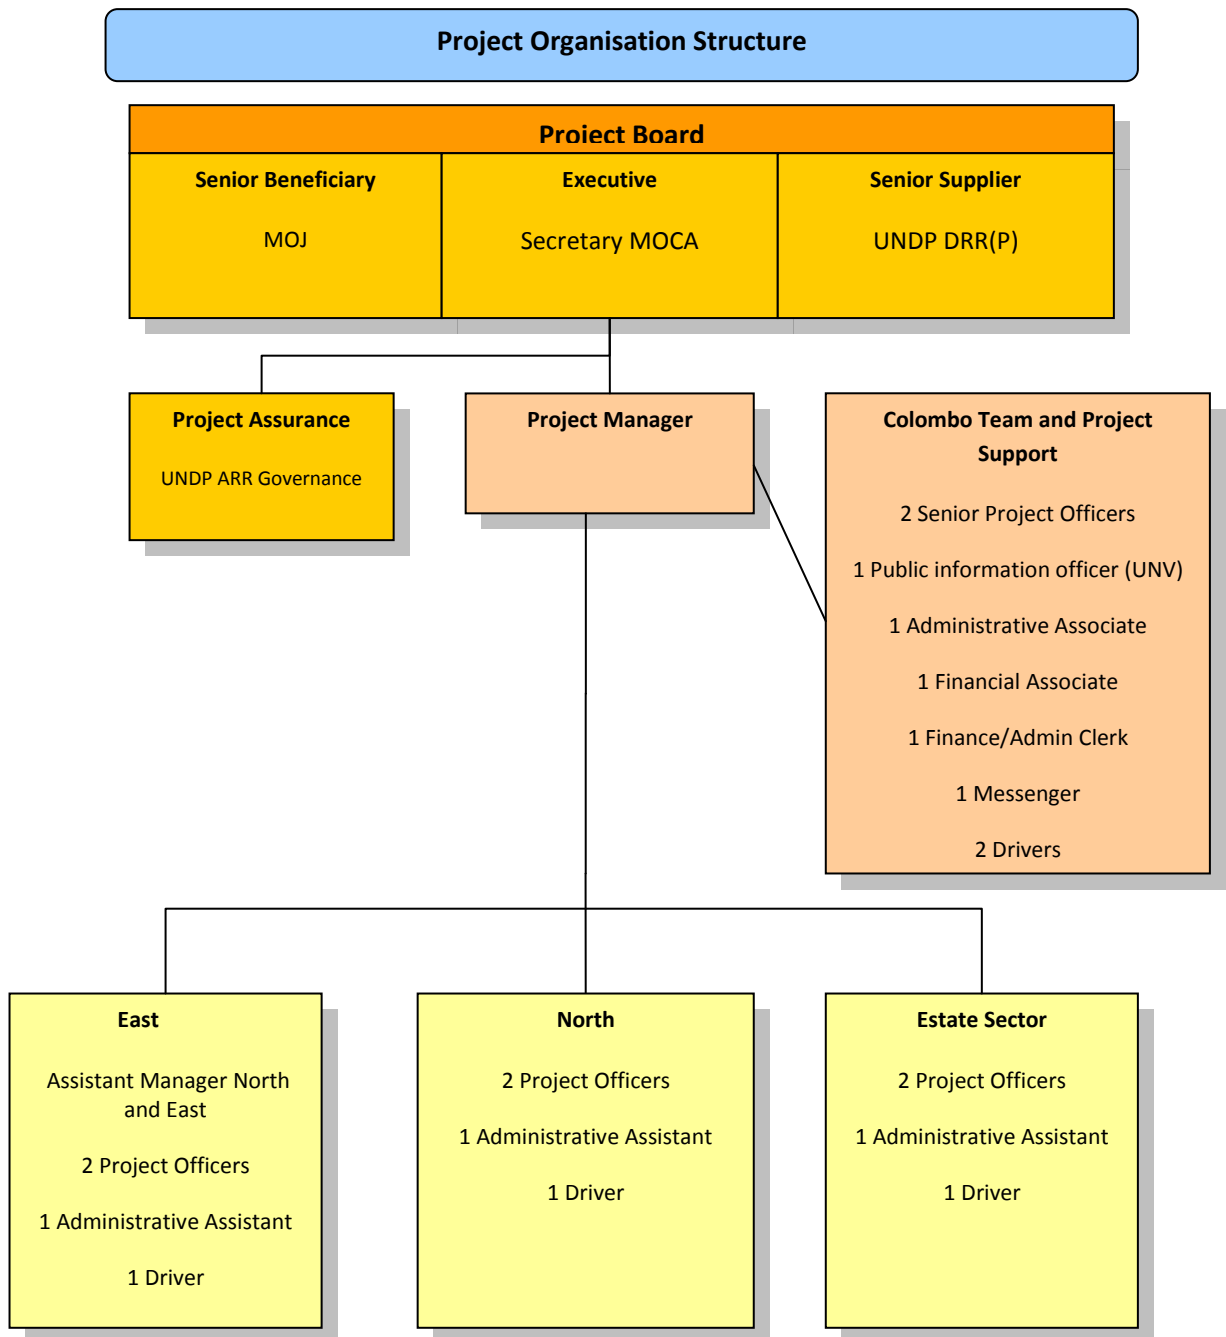 Project Organisation Structure
Project Board
Senior Beneficiary
MOJ
Executive
Secretary MOCA
Senior Supplier
UNDP DRR(P)
Project Assurance
UNDP ARR Governance
Project Manager
Colombo Team and Project
Support
2 Senior Project Officers
1 Public information officer (UNV)
1 Administrative Associate
1 Financial Associate
1 Finance/Admin Clerk
1 Messenger
2 Drivers
East
Assistant Manager North
and East
2 Project Officers
1 Administrative Assistant
1 Driver
North
2 Project Officers
1 Administrative Assistant
1 Driver
Estate Sector
2 Project Officers
1 Administrative Assistant
1 Driver